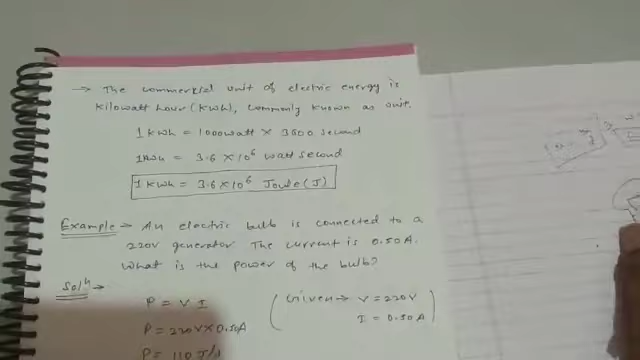 → The commercial unit of electric energy is
kilowatt hour (kwh), commonly known as unit.
1 kwh = 1000 watt × 3600 second
1 kwh = 3.6 × 10⁶ watt second
1 kwh = 3.6 × 10⁶ Joule (J)
Example → An electric bulb is connected to a
220V generator. The current is 0.50 A.
What is the power of the bulb?
Solⁿ →
P = V I
(Given → V = 220V
P = 220V × 0.50A
I = 0.50A)
P = 110 J/s